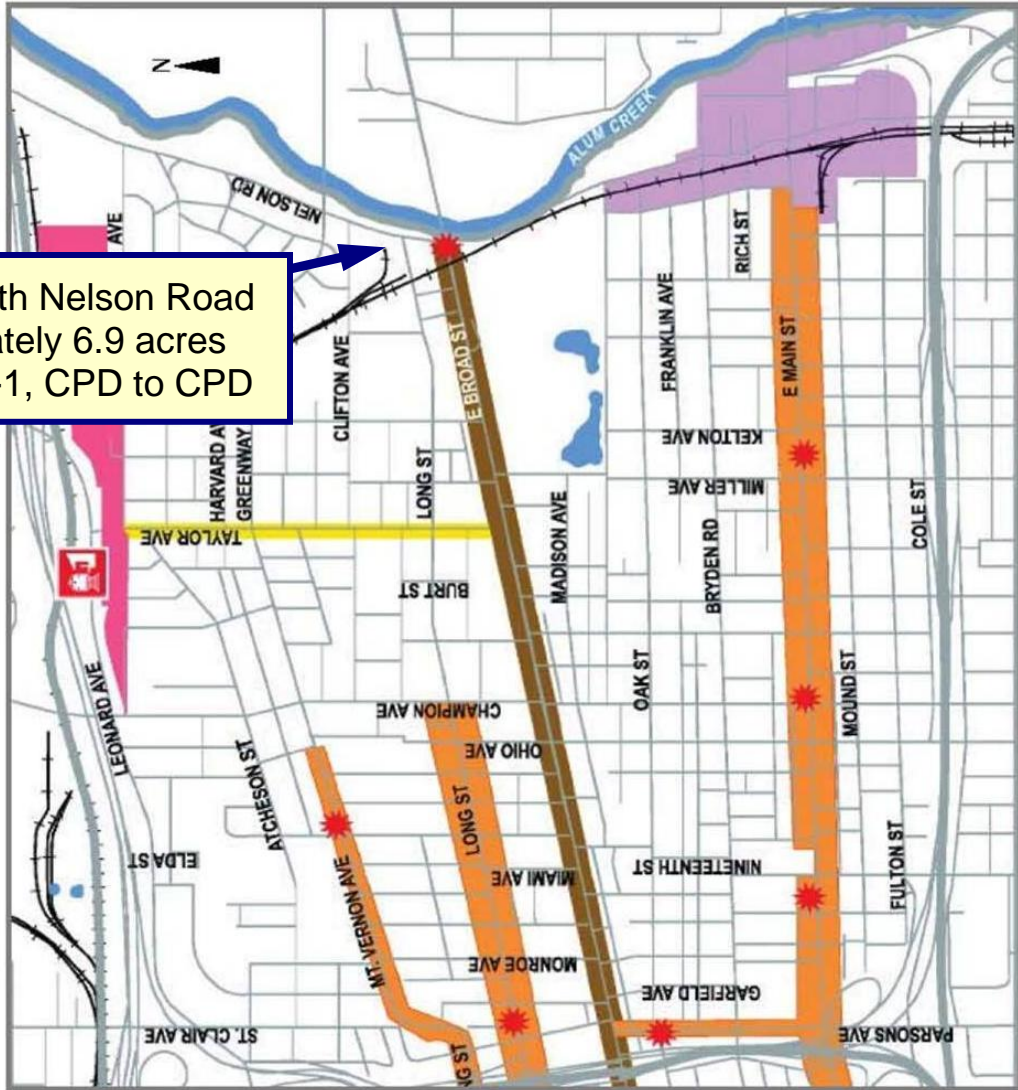 N
ALUM CREEK
NELSON RD
AVE
th Nelson Road
ately 6.9 acres
-1, CPD to CPD
RICH ST
FRANKLIN AVE
E MAIN ST
E BROAD ST
CLIFTON AVE
HARVARD AV
GREENWAY
LONG ST
KELTON AVE
MILLER AVE
TAYLOR AVE
MADISON AVE
BRYDEN RD
COLE ST
BURT ST
OAK ST
MOUND ST
LEONARD AVE
CHAMPION AVE
OHIO AVE
ATCHESON ST
LONG ST
ELDA ST
MIAMI AVE
NINETEENTH ST
FULTON ST
MT. VERNON AVE
MONROE AVE
GARFIELD AVE
ST. CLAIR AVE
NG ST
PARSONS AVE